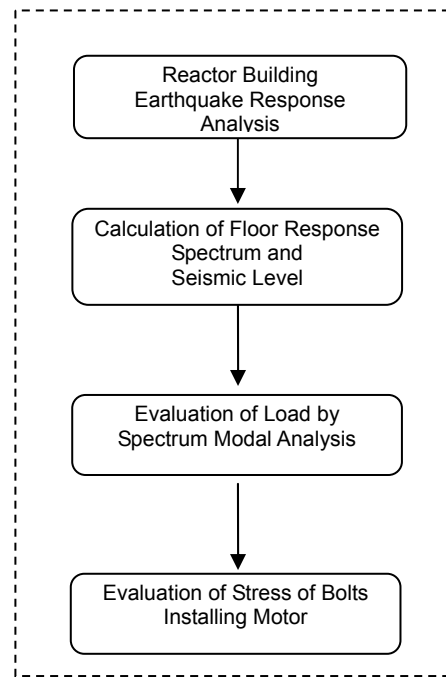 Reactor Building
Earthquake Response
Analysis
Calculation of Floor Response
Spectrum and
Seismic Level
Evaluation of Load by
Spectrum Modal Analysis
Evaluation of Stress of Bolts
Installing Motor